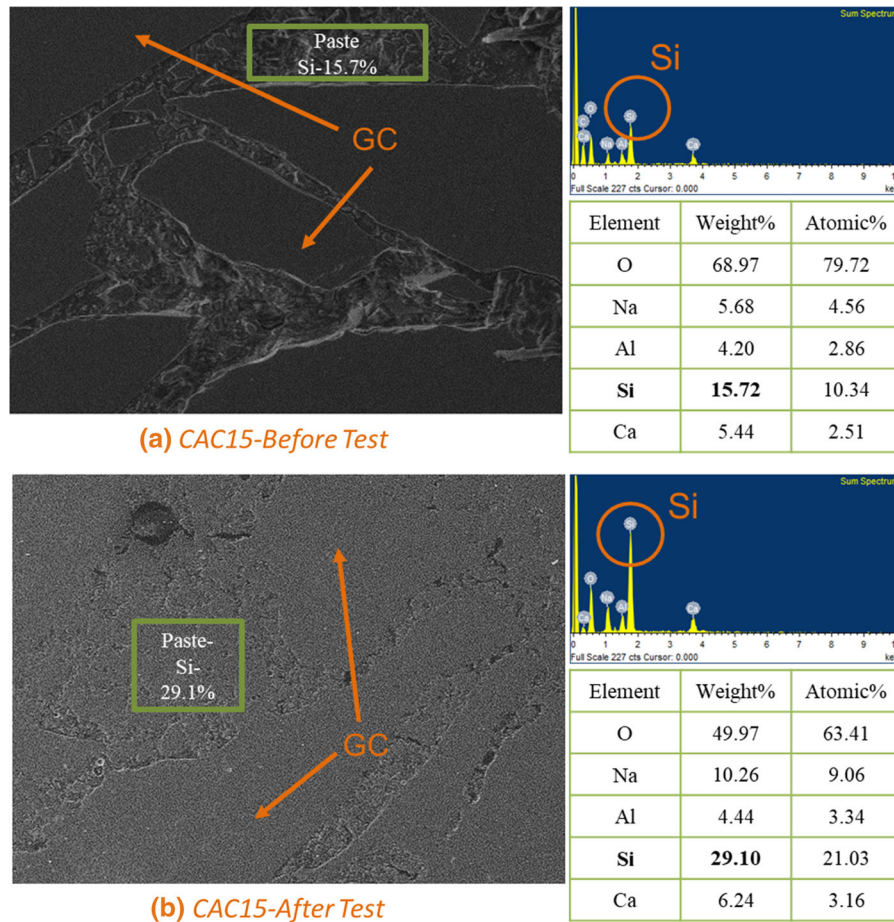 Paste
Si-15.7%
GC
Sum Spectrum
Si
O
C
Ca
Na
Al
Si
Ca
0 1 2 3 4 5 6 7 8 9
Full Scale 227 cts Cursor: 0.000
Element Weight% Atomic%
O 68.97 79.72
Na 5.68 4.56
Al 4.20 2.86
Si 15.72 10.34
Ca 5.44 2.51
(a) CAC15-Before Test
Paste-
Si-
29.1%
GC
Sum Spectrum
Si
Si
O
Ca
Na
Al
Ca
0 1 2 3 4 5 6 7 8 9
Full Scale 227 cts Cursor: 0.000
Element Weight% Atomic%
O 49.97 63.41
Na 10.26 9.06
Al 4.44 3.34
Si 29.10 21.03
Ca 6.24 3.16
(b) CAC15-After Test